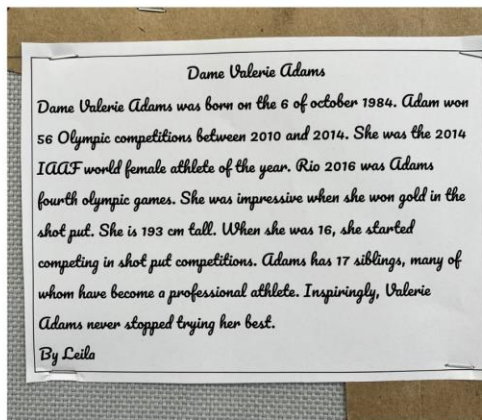 Dame Valerie Adams
Dame Valerie Adams was born on the 6 of october 1984. Adam won
56 Olympic competitions between 2010 and 2014. She was the 2014
IAAF world female athlete of the year. Rio 2016 was Adams
fourth olympic games. She was impressive when she won gold in the
shot put. She is 193 cm tall. When she was 16, she started
competing in shot put competitions. Adams has 17 siblings, many of
whom have become a professional athlete. Inspiringly, Valerie
Adams never stopped trying her best.
By Leila